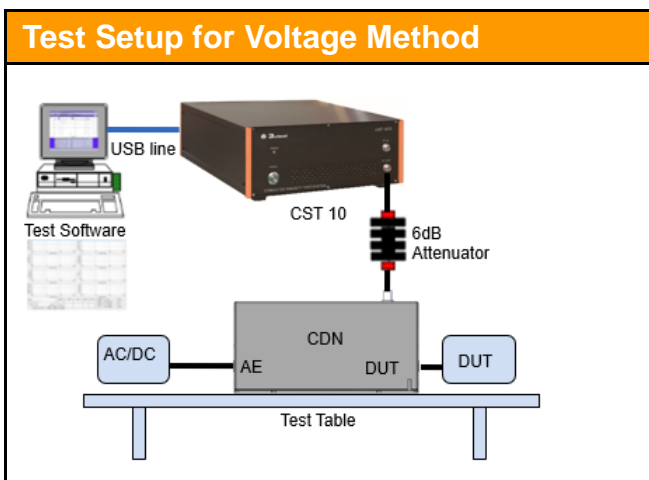 Test Setup for Voltage Method
USB line
CST 10
Test Software
6dB
Attenuator
CDN
AC/DC
AE
DUT
DUT
Test Table